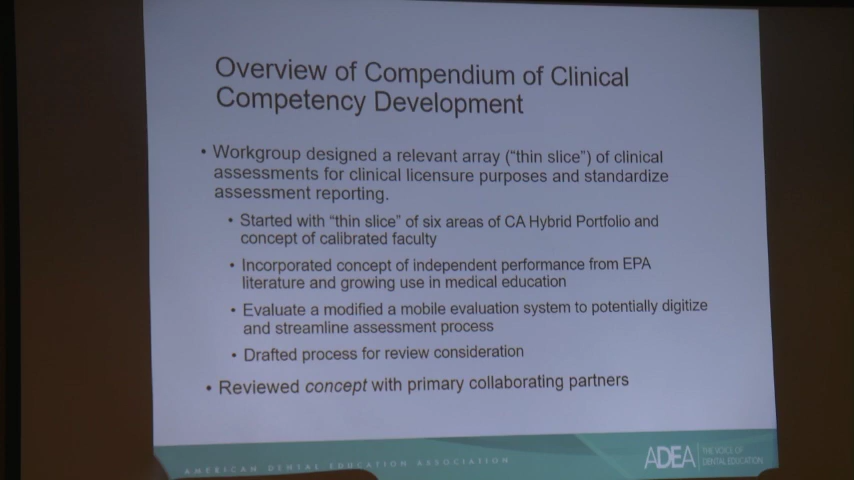 Overview of Compendium of Clinical
Competency Development
• Workgroup designed a relevant array ("thin slice") of clinical
assessments for clinical licensure purposes and standardize
assessment reporting.
• Started with "thin slice" of six areas of CA Hybrid Portfolio and
concept of calibrated faculty
• Incorporated concept of independent performance from EPA
literature and growing use in medical education
• Evaluate a modified a mobile evaluation system to potentially digitize
and streamline assessment process
• Drafted process for review consideration
• Reviewed concept with primary collaborating partners
AMERICAN DENTAL EDUCATION ASSOCIATION
ADEA
THE VOICE OF
DENTAL EDUCATION